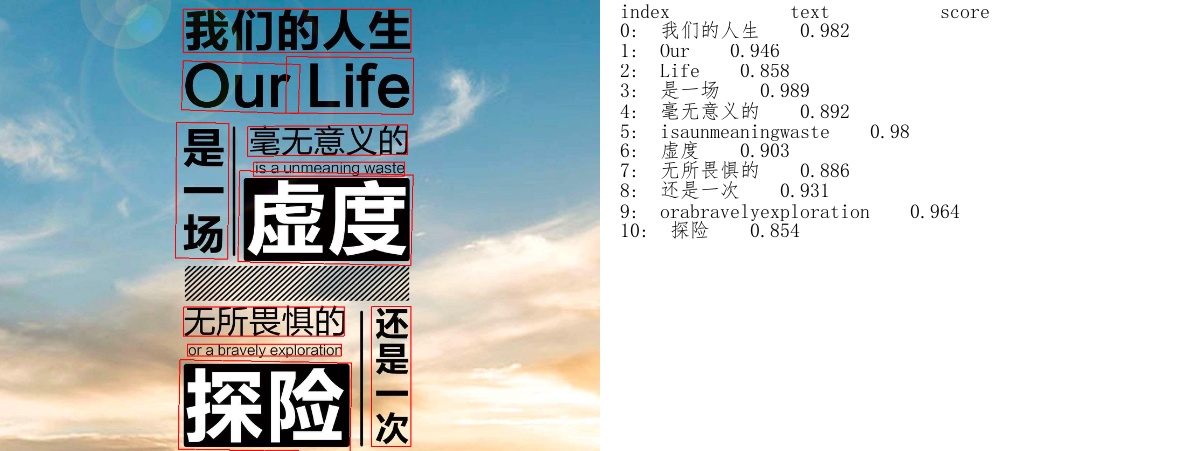 我们的人生
Our Life
是一场
毫无意义的
is a unmeaning waste
虚度
无所畏惧的
or a bravely exploration
探险
还是一次
index text score
0: 我们的人生 0.982
1: Our 0.946
2: Life 0.858
3: 是一场 0.989
4: 毫无意义的 0.892
5: isaunmeaningwaste 0.98
6: 虚度 0.903
7: 无所畏惧的 0.886
8: 还是一次 0.931
9: orabravelyexploration 0.964
10: 探险 0.854